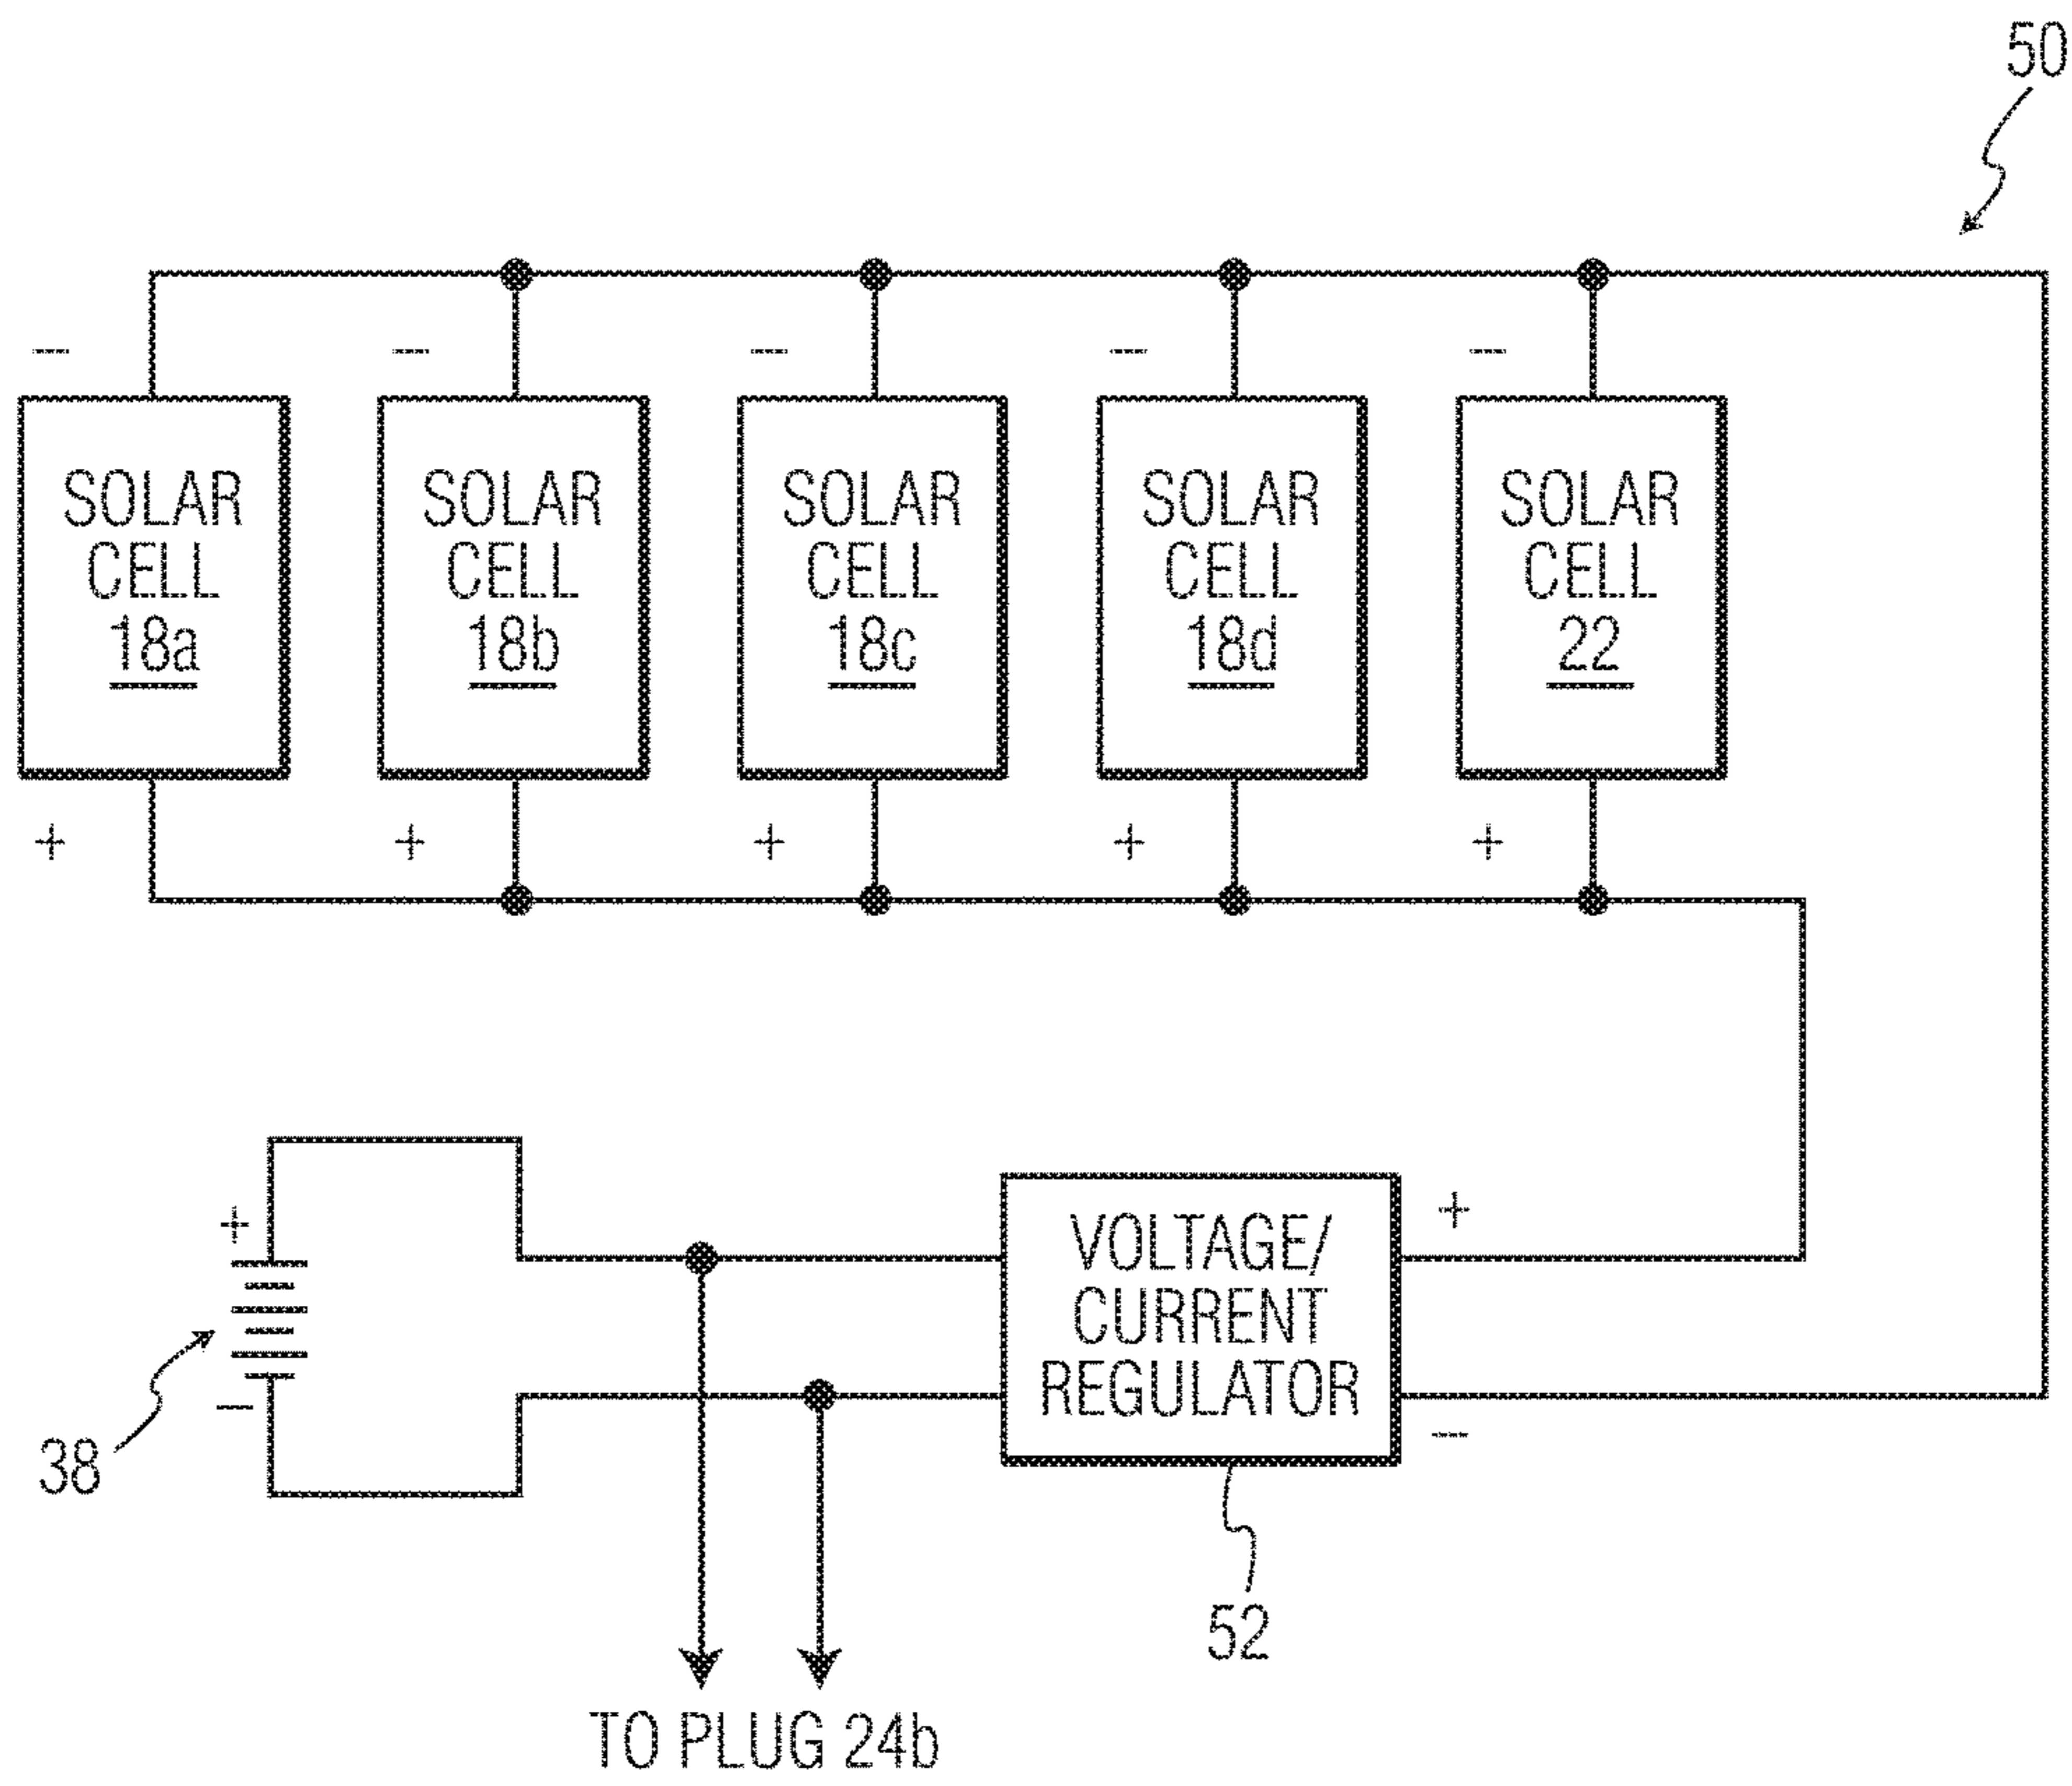 50
− − − − −
SOLAR CELL 18a
SOLAR CELL 18b
SOLAR CELL 18c
SOLAR CELL 18d
SOLAR CELL 22
+ + + + +
+
−
38
VOLTAGE/
CURRENT
REGULATOR
+
−
52
TO PLUG 24b